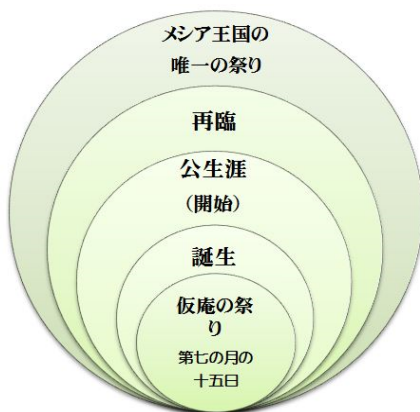 メシア王国の
唯一の祭り
再臨
公生涯
（開始）
誕生
仮庵の祭
り
第七の月の
十五日